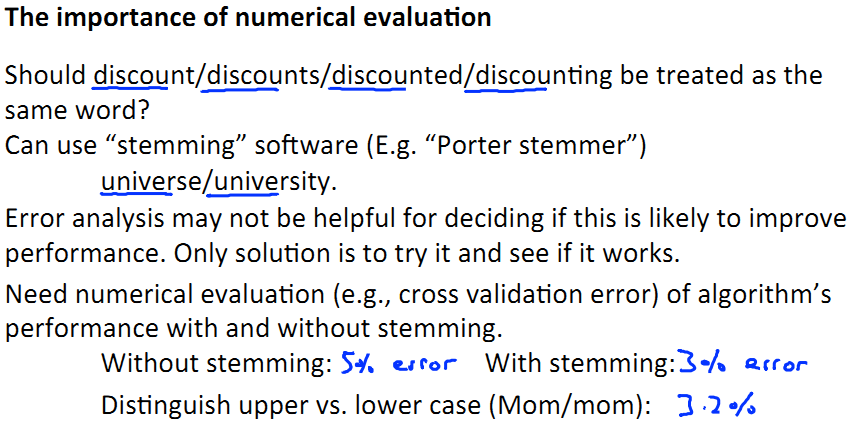 The importance of numerical evaluation
Should discount/discounts/discounted/discounting be treated as the
same word?
Can use “stemming” software (E.g. “Porter stemmer”)
universe/university.
Error analysis may not be helpful for deciding if this is likely to improve
performance. Only solution is to try it and see if it works.
Need numerical evaluation (e.g., cross validation error) of algorithm’s
performance with and without stemming.
Without stemming: 5% error With stemming: 3% error
Distinguish upper vs. lower case (Mom/mom): 3.2%